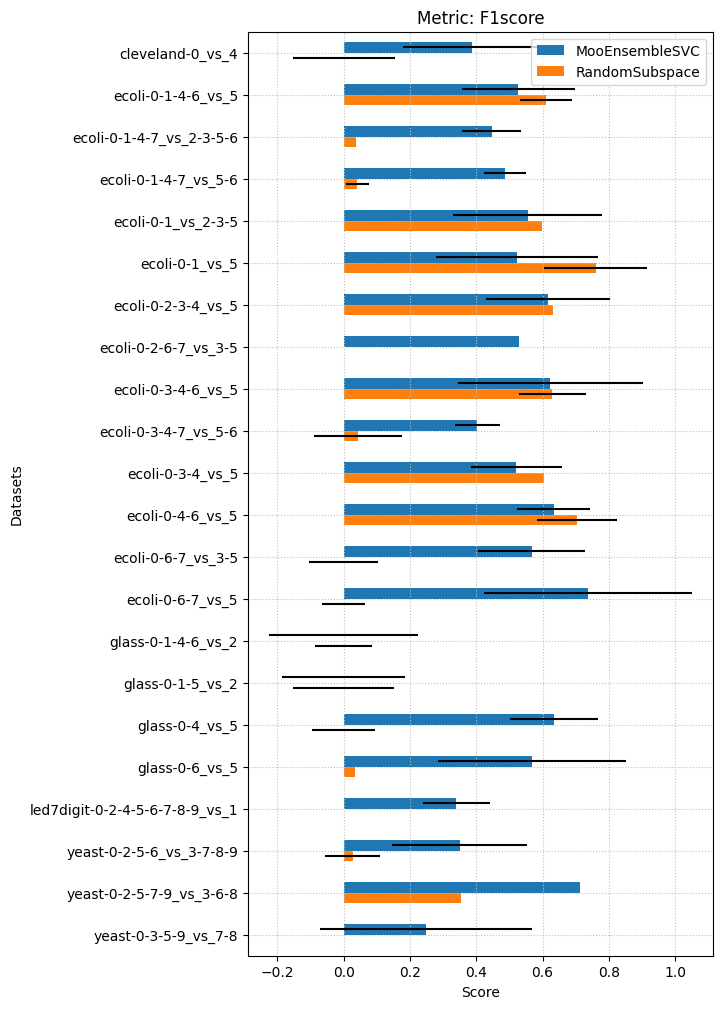 Metric: F1score
MooEnsembleSVC
RandomSubspace
cleveland-0_vs_4
ecoli-0-1-4-6_vs_5
ecoli-0-1-4-7_vs_2-3-5-6
ecoli-0-1-4-7_vs_5-6
ecoli-0-1_vs_2-3-5
ecoli-0-1_vs_5
ecoli-0-2-3-4_vs_5
ecoli-0-2-6-7_vs_3-5
ecoli-0-3-4-6_vs_5
ecoli-0-3-4-7_vs_5-6
ecoli-0-3-4_vs_5
ecoli-0-4-6_vs_5
ecoli-0-6-7_vs_3-5
ecoli-0-6-7_vs_5
glass-0-1-4-6_vs_2
glass-0-1-5_vs_2
glass-0-4_vs_5
glass-0-6_vs_5
led7digit-0-2-4-5-6-7-8-9_vs_1
yeast-0-2-5-6_vs_3-7-8-9
yeast-0-2-5-7-9_vs_3-6-8
yeast-0-3-5-9_vs_7-8
Datasets
−0.2 0.0 0.2 0.4 0.6 0.8 1.0
Score